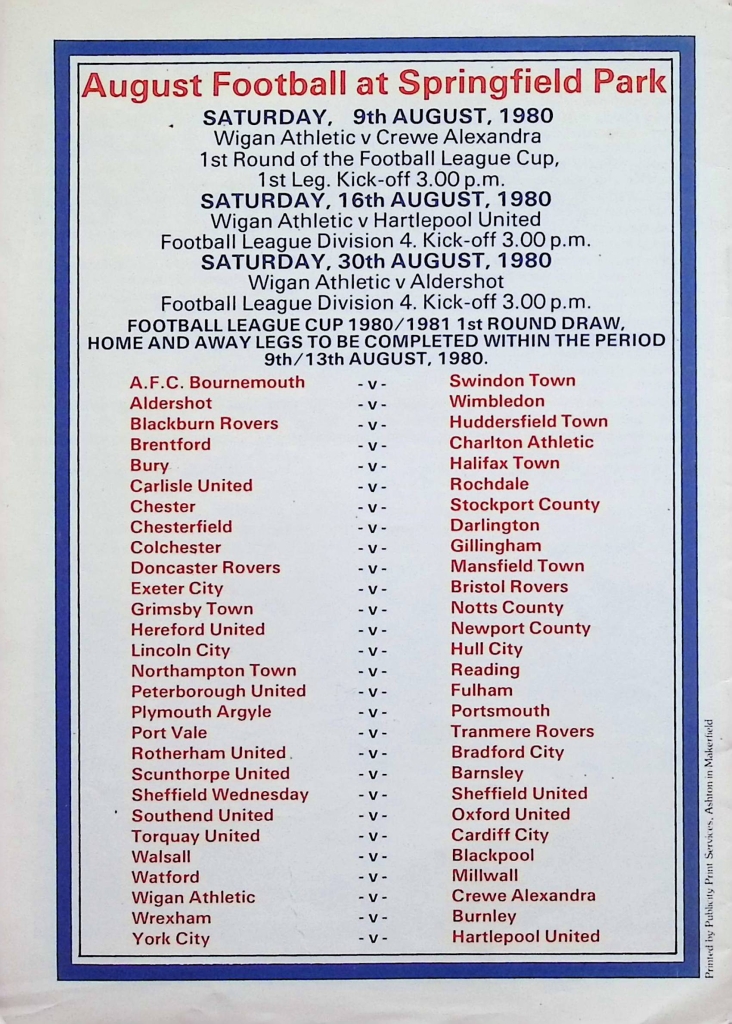 August Football at Springfield Park
SATURDAY, 9th AUGUST, 1980
Wigan Athletic v Crewe Alexandra
1st Round of the Football League Cup,
1st Leg. Kick-off 3.00 p.m.
SATURDAY, 16th AUGUST, 1980
Wigan Athletic v Hartlepool United
Football League Division 4. Kick-off 3.00 p.m.
SATURDAY, 30th AUGUST, 1980
Wigan Athletic v Aldershot
Football League Division 4. Kick-off 3.00 p.m.
FOOTBALL LEAGUE CUP 1980/1981 1st ROUND DRAW,
HOME AND AWAY LEGS TO BE COMPLETED WITHIN THE PERIOD
9th/13th AUGUST, 1980.
A.F.C. Bournemouth - v - Swindon Town
Aldershot - v - Wimbledon
Blackburn Rovers - v - Huddersfield Town
Brentford - v - Charlton Athletic
Bury - v - Halifax Town
Carlisle United - v - Rochdale
Chester - v - Stockport County
Chesterfield - v - Darlington
Colchester - v - Gillingham
Doncaster Rovers - v - Mansfield Town
Exeter City - v - Bristol Rovers
Grimsby Town - v - Notts County
Hereford United - v - Newport County
Lincoln City - v - Hull City
Northampton Town - v - Reading
Peterborough United - v - Fulham
Plymouth Argyle - v - Portsmouth
Port Vale - v - Tranmere Rovers
Rotherham United - v - Bradford City
Scunthorpe United - v - Barnsley
Sheffield Wednesday - v - Sheffield United
Southend United - v - Oxford United
Torquay United - v - Cardiff City
Walsall - v - Blackpool
Watford - v - Millwall
Wigan Athletic - v - Crewe Alexandra
Wrexham - v - Burnley
York City - v - Hartlepool United
Printed by Publicity Print Services, Ashton in Makerfield